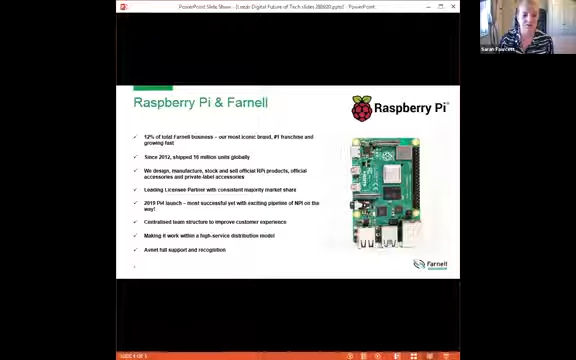 PowerPoint Slide Show - [Leeds Digital Future of Tech slides 280920.pptx] - PowerPoint
Sarah Fawcett
Raspberry Pi & Farnell
Raspberry Pi
12% of total Farnell business – our most iconic brand, #1 franchise and
growing fast
Since 2012, shipped 16 million units globally
We design, manufacture, stock and sell official RPi products, official
accessories and private label accessories
Leading Licensee Partner with consistent majority market share
2019 Pi4 launch – most successful yet with exciting pipeline of NPI on the
way!
Centralised team structure to improve customer experience
Making it work within a high-service distribution model
Avnet full support and recognition
Farnell